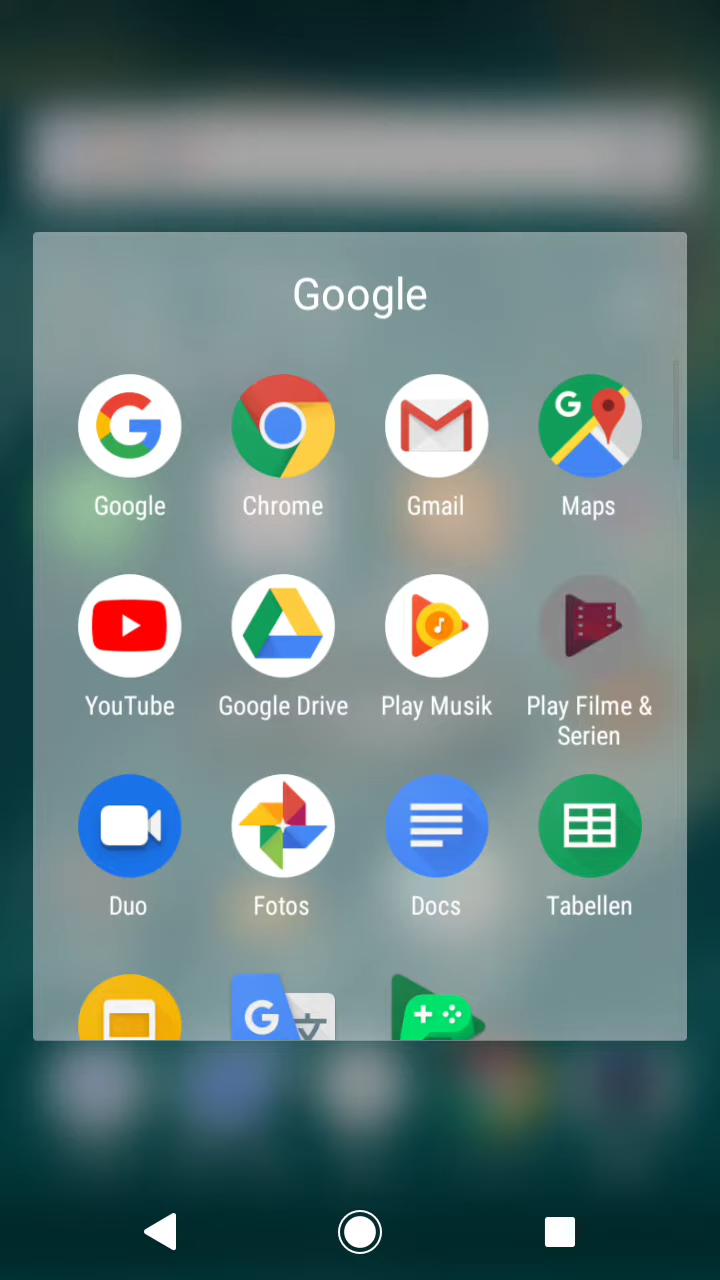 Google
Google Chrome Gmail Maps
YouTube Google Drive Play Musik Play Filme &
Serien
Duo Fotos Docs Tabellen